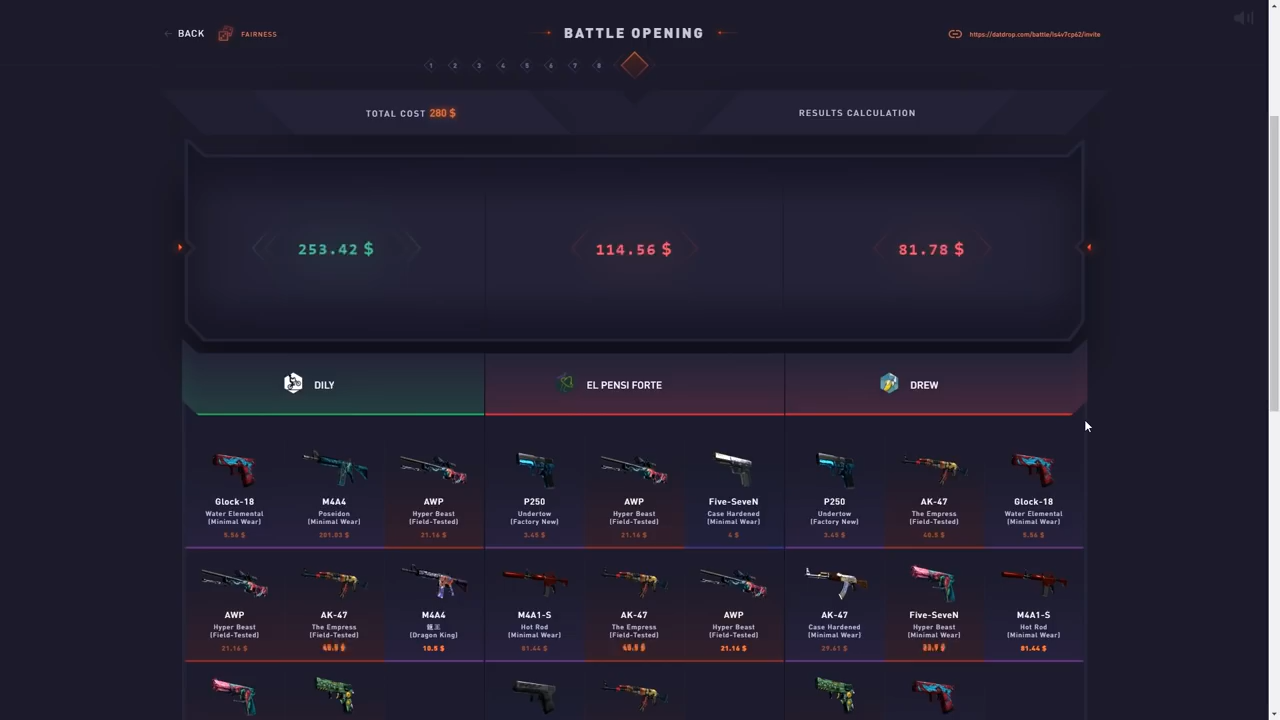 ← BACK
FAIRNESS
BATTLE OPENING
https://datdrop.com/battle/ls4v7cp62/invite
1 2 3 4 5 6 7 8
TOTAL COST 280 $
RESULTS CALCULATION
253.42 $
114.56 $
81.78 $
DILY
EL PENSI FORTE
DREW
Glock-18 M4A4 AWP P250 AWP Five-SeveN P250 AK-47 Glock-18
Water Elemental Poseidon Hyper Beast Undertow Hyper Beast Case Hardened Undertow The Empress Water Elemental
(Minimal Wear) (Minimal Wear) (Field-Tested) (Factory New) (Field-Tested) (Minimal Wear) (Factory New) (Field-Tested) (Minimal Wear)
5.56 $ 201.03 $ 21.16 $ 3.45 $ 21.16 $ 4 $ 3.45 $ 40.5 $ 5.56 $
AWP AK-47 M4A4 M4A1-S AK-47 AWP AK-47 Five-SeveN M4A1-S
Hyper Beast The Empress 龍王 Hot Rod The Empress Hyper Beast Case Hardened Hyper Beast Hot Rod
(Field-Tested) (Field-Tested) (Dragon King) (Minimal Wear) (Field-Tested) (Field-Tested) (Minimal Wear) (Minimal Wear) (Minimal Wear)
21.16 $ 10.5 $ 81.44 $ 21.16 $ 29.61 $ 81.44 $